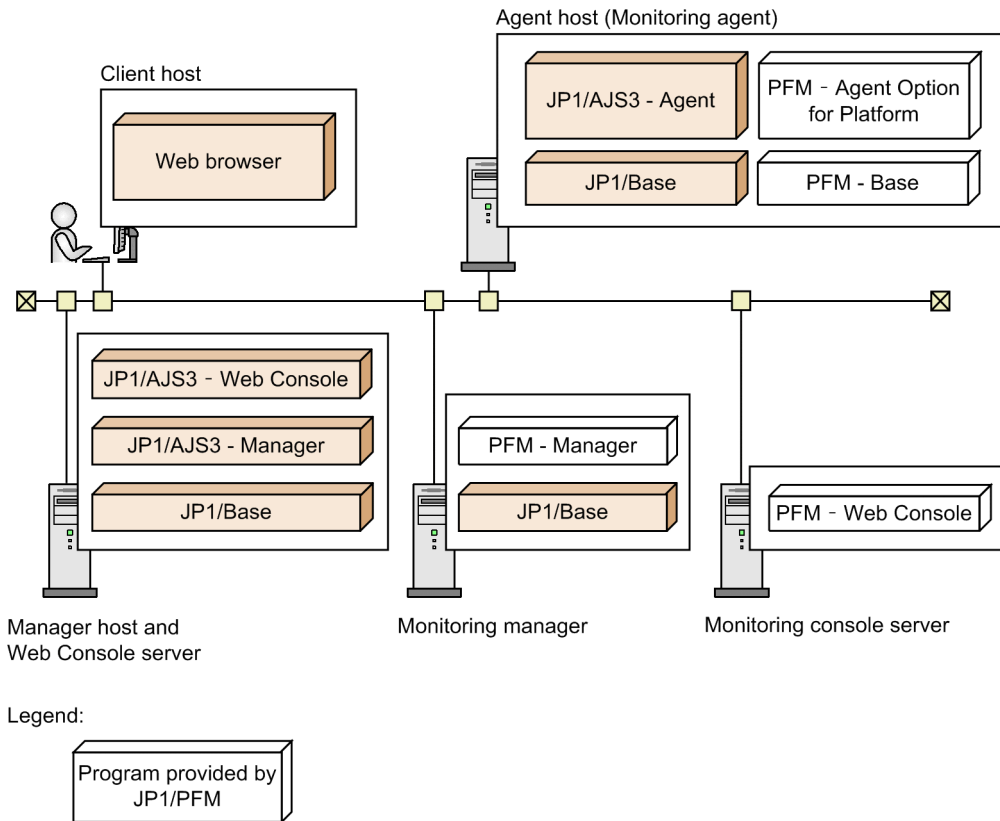 Agent host (Monitoring agent)
JP1/AJS3 - Agent
PFM - Agent Option
for Platform
JP1/Base
PFM - Base
Client host
Web browser
JP1/AJS3 - Web Console
JP1/AJS3 - Manager
JP1/Base
Manager host and
Web Console server
PFM - Manager
JP1/Base
Monitoring manager
PFM - Web Console
Monitoring console server
Legend:
Program provided by
JP1/PFM